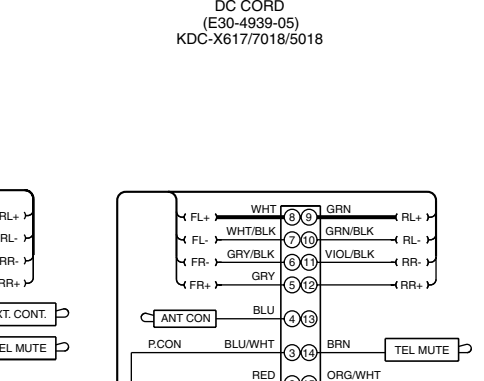 DC CORD
(E30-4939-05)
KDC-X617/7018/5018
RL+
RL-
RR-
RR+
CONT.
MUTE
FL+ WHT 8 9 GRN RL+
FL- WHT/BLK 7 10 GRN/BLK RL-
FR- GRY/BLK 6 11 VIOL/BLK RR-
FR+ GRY 5 12 RR+
ANT CON BLU 4 13
P.CON BLU/WHT 3 14 BRN TEL MUTE
RED ORG/WHT